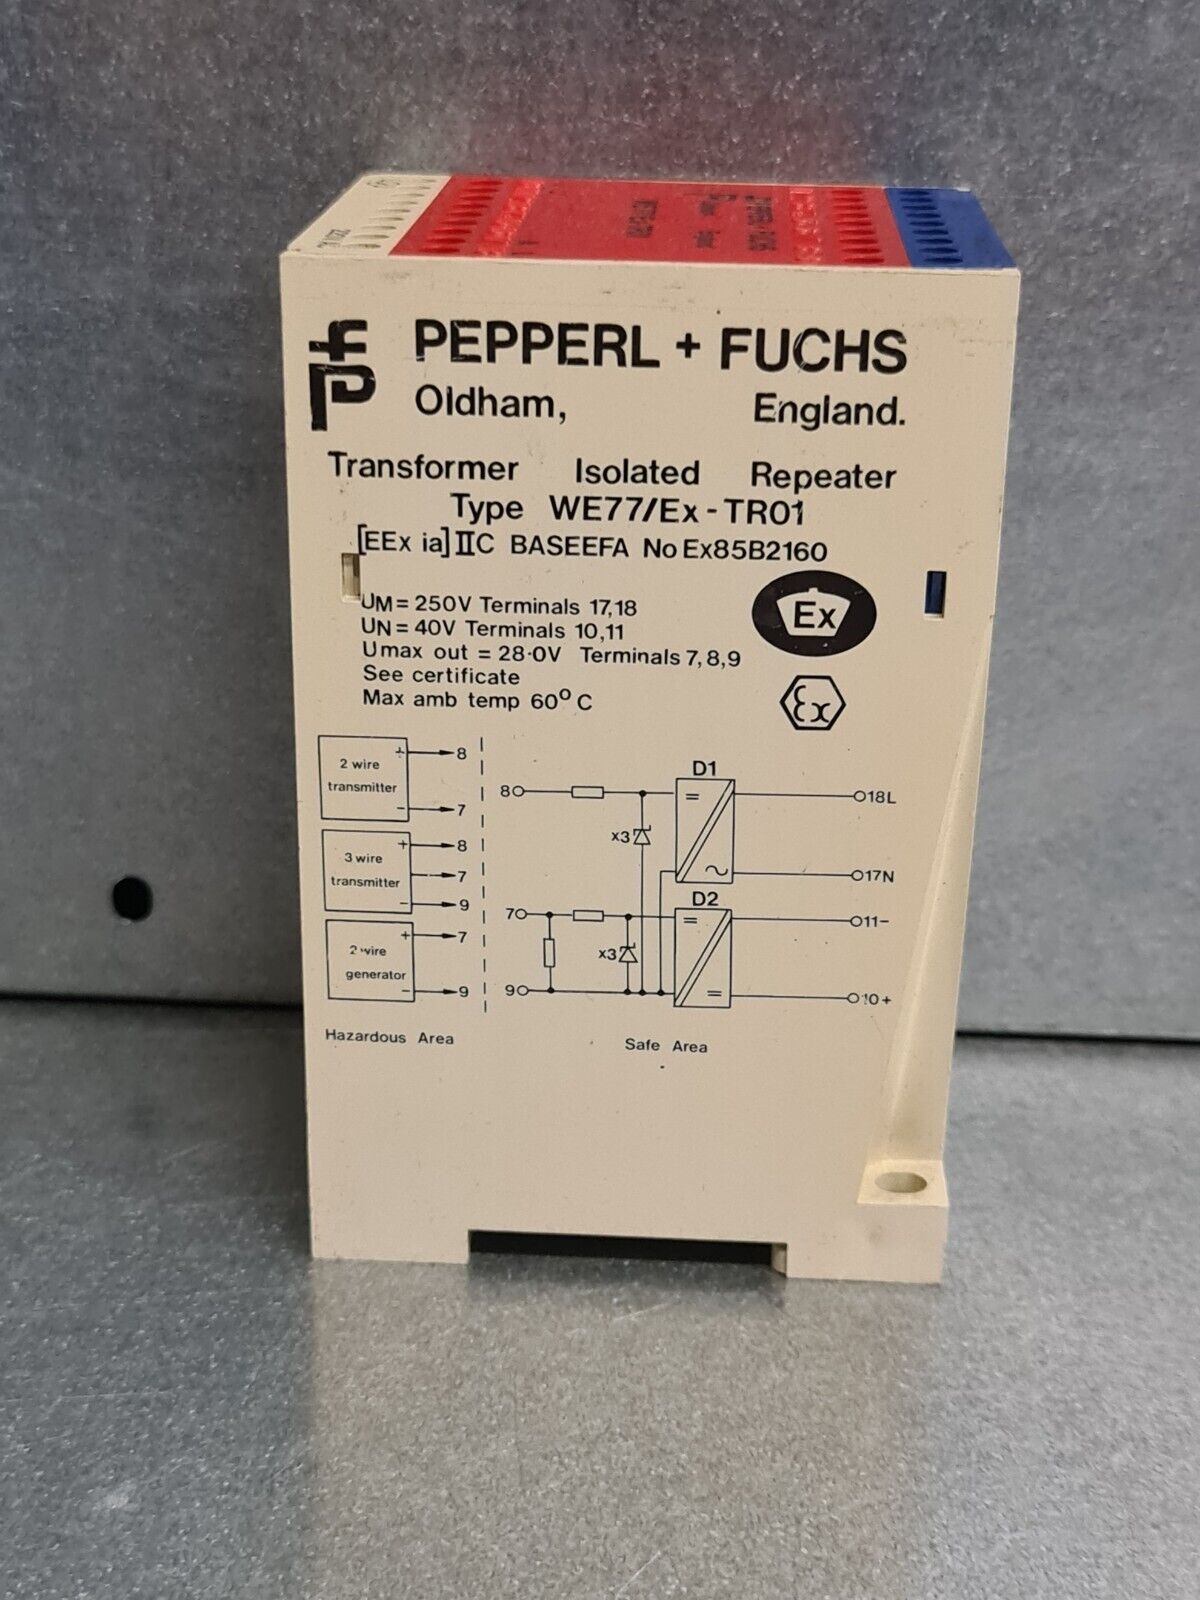 PEPPERL + FUCHS
Oldham, England.
Transformer Isolated Repeater
Type WE77/Ex-TR01
[EEx ia] IIC BASEEFA No Ex85B2160
UM = 250V Terminals 17,18
UN = 40V Terminals 10,11
Umax out = 28·0V Terminals 7,8,9
See certificate
Max amb temp 60° C
Ex
Ex
2 wire
transmitter
+ 8
- 7
3 wire
transmitter
+ 8
7
- 9
2 wire
generator
+ 7
- 9
Hazardous Area
8
x3
D1
=
~
18L
17N
7
x3
9
D2
=
=
11-
10+
Safe Area